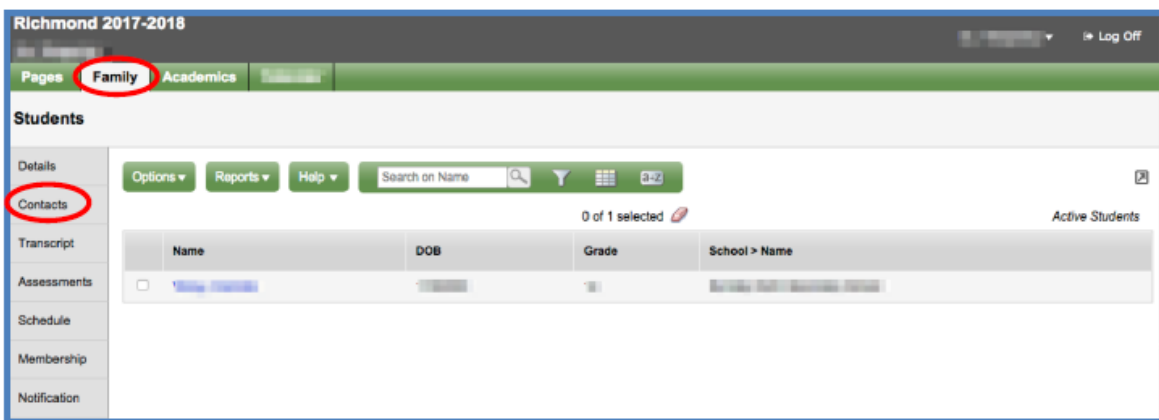 Richmond 2017-2018
Log Off
Pages Family Academics
Students
Details
Contacts
Transcript
Assessments
Schedule
Membership
Notification
Options Reports Help Search on Name a-z
0 of 1 selected Active Students
Name DOB Grade School > Name